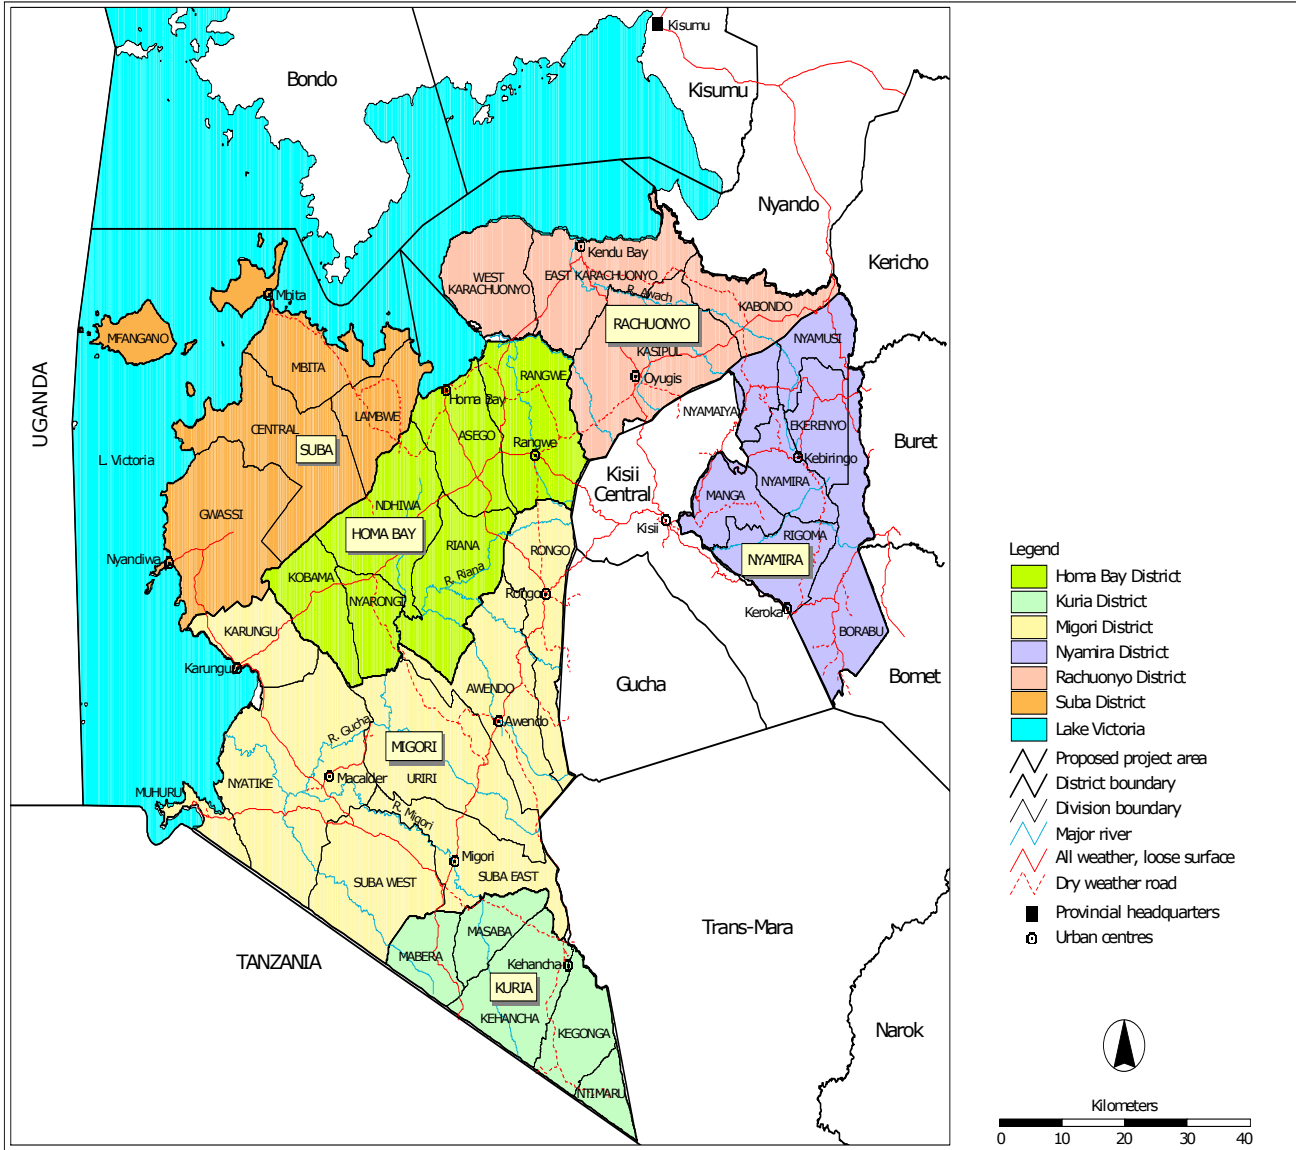 Kisumu
Bondo
Kisumu
Nyando
Kericho
Kendu Bay
WEST
KARACHUONYO
EAST KARACHUONYO
R. Awach
KABONDO
Mbita
RACHUONYO
MFANGANO
NYAMUSI
KASIPUL
MBITA
RANGWE
Oyugis
UGANDA
Homa Bay
NYAMAIYA
LAMBWE
CENTRAL
ASEGO
EKERENYO
SUBA
Rangwe
Buret
L. Victoria
Kebiringo
Kisii
Central
NYAMIRA
MANGA
NDHIWA
GWASSI
HOMA BAY
Kisii
RIGOMA
RIANA
RONGO
Nyandiwa
NYAMIRA
R. Riana
KOBAMA
Rongo
NYARONGI
Keroka
KARUNGU
BORABU
Karungu
Gucha
Bomet
AWENDO
Awendo
R. Gucha
MIGORI
NYATIKE
Macalder
URIRI
MUHURU
R. Migori
Migori
SUBA WEST
SUBA EAST
Trans-Mara
MASABA
MABERA
Kehancha
TANZANIA
KURIA
KEHANCHA
KEGONGA
Narok
NTIMARU
Legend
Homa Bay District
Kuria District
Migori District
Nyamira District
Rachuonyo District
Suba District
Lake Victoria
Proposed project area
District boundary
Division boundary
Major river
All weather, loose surface
Dry weather road
Provincial headquarters
Urban centres
Kilometers
0 10 20 30 40